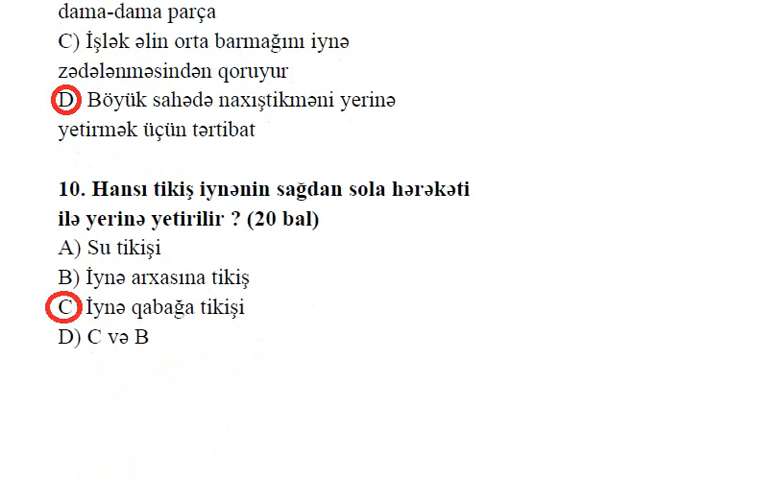 dama-dama parça
C) İşlək əlin orta barmağını iynə
zədələnməsindən qoruyur
D) Böyük sahədə naxıştikməni yerinə
yetirmək üçün tərtibat
10. Hansı tikiş iynənin sağdan sola hərəkəti
ilə yerinə yetirilir ? (20 bal)
A) Su tikişi
B) İynə arxasına tikiş
C) İynə qabağa tikişi
D) C və B